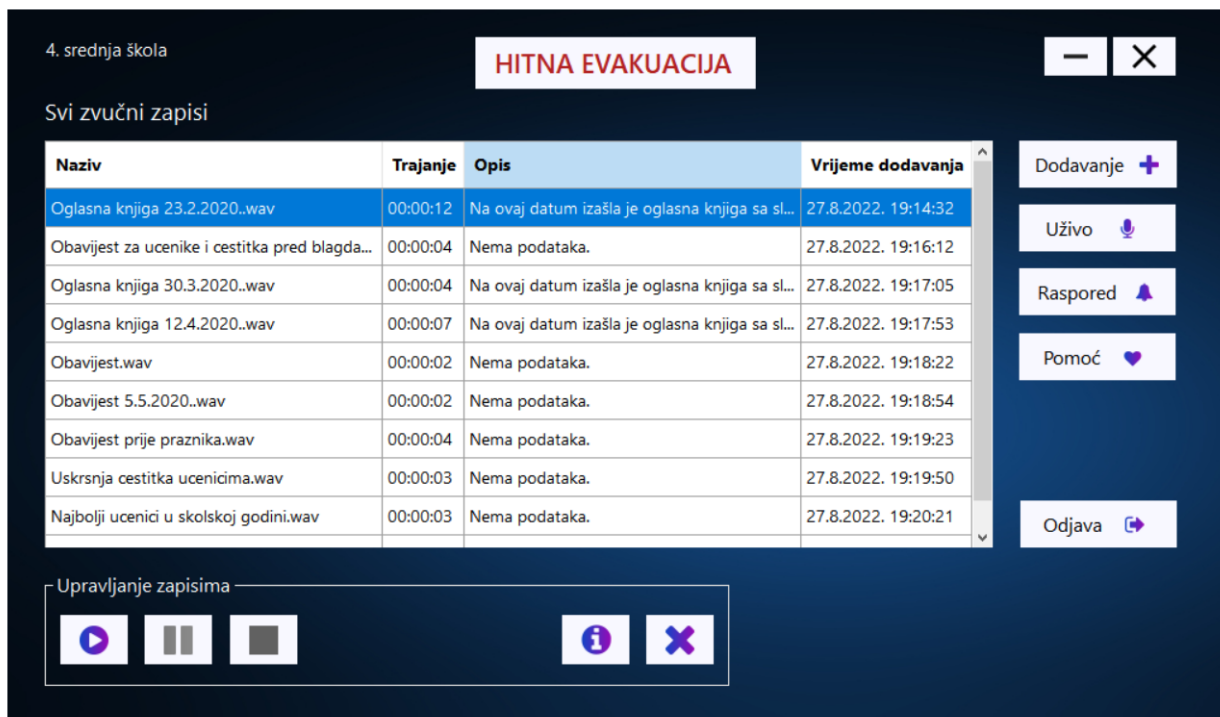 4. srednja škola
HITNA EVAKUACIJA
Svi zvučni zapisi
Naziv Trajanje Opis Vrijeme dodavanja
Oglasna knjiga 23.2.2020..wav 00:00:12 Na ovaj datum izašla je oglasna knjiga sa sl... 27.8.2022. 19:14:32
Obavijest za ucenike i cestitka pred blagda... 00:00:04 Nema podataka. 27.8.2022. 19:16:12
Oglasna knjiga 30.3.2020..wav 00:00:04 Na ovaj datum izašla je oglasna knjiga sa sl... 27.8.2022. 19:17:05
Oglasna knjiga 12.4.2020..wav 00:00:07 Na ovaj datum izašla je oglasna knjiga sa sl... 27.8.2022. 19:17:53
Obavijest.wav 00:00:02 Nema podataka. 27.8.2022. 19:18:22
Obavijest 5.5.2020..wav 00:00:02 Nema podataka. 27.8.2022. 19:18:54
Obavijest prije praznika.wav 00:00:04 Nema podataka. 27.8.2022. 19:19:23
Uskrsnja cestitka ucenicima.wav 00:00:03 Nema podataka. 27.8.2022. 19:19:50
Najbolji ucenici u skolskoj godini.wav 00:00:03 Nema podataka. 27.8.2022. 19:20:21
Dodavanje
Uživo
Raspored
Pomoć
Odjava
Upravljanje zapisima